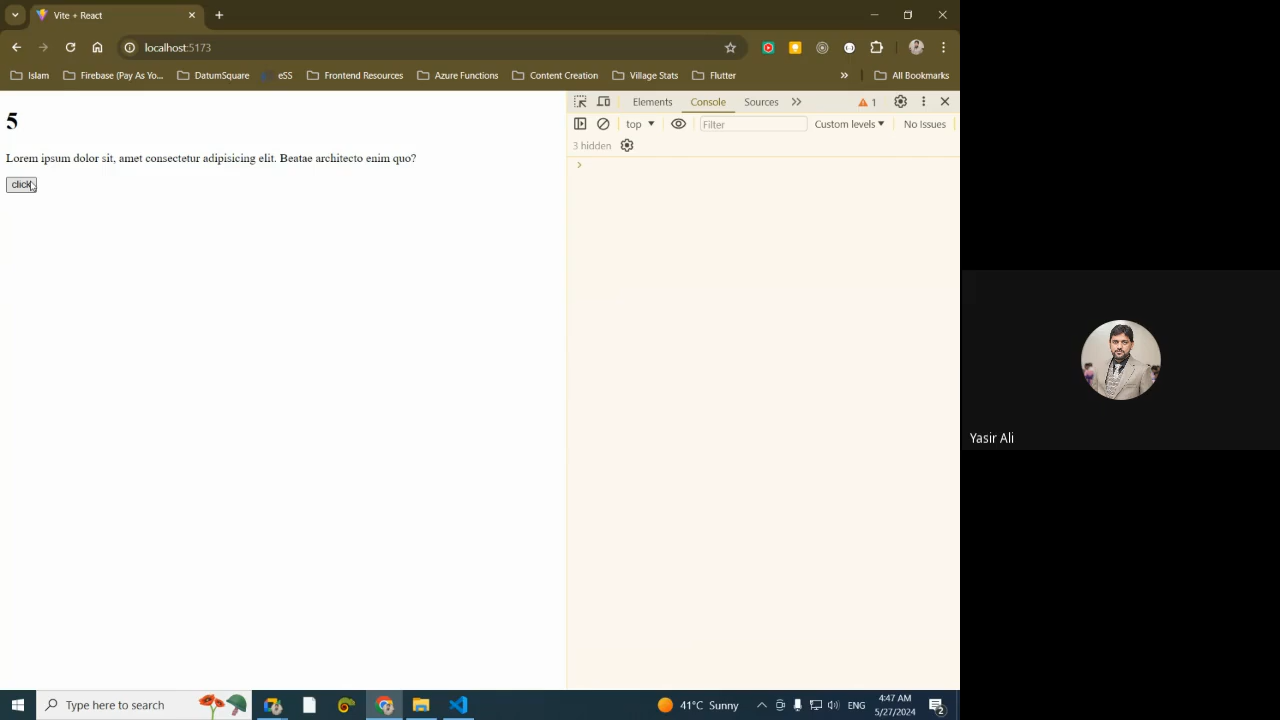 Vite + React
localhost:5173
Islam
Firebase (Pay As Yo...
DatumSquare
eSS
Frontend Resources
Azure Functions
Content Creation
Village Stats
Flutter
»
All Bookmarks
5
Lorem ipsum dolor sit, amet consectetur adipisicing elit. Beatae architecto enim quo?
click
Elements
Console
Sources
»
1
top
Filter
Custom levels
No Issues
3 hidden
Yasir Ali
Type here to search
41°F Sunny
ENG
4:47 AM
5/27/2024
2